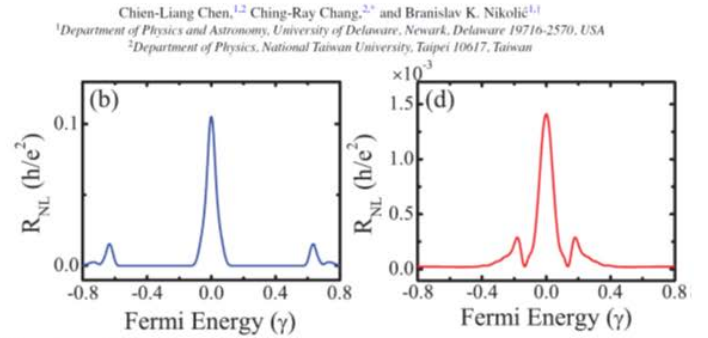 Chien-Liang Chen,1,2 Ching-Ray Chang,2,* and Branislav K. Nikolić1,†
1Department of Physics and Astronomy, University of Delaware, Newark, Delaware 19716-2570, USA
2Department of Physics, National Taiwan University, Taipei 10617, Taiwan
(b)
0.1
0.0
RNL (h/e2)
-0.8 -0.4 0.0 0.4 0.8
Fermi Energy (γ)
×10-3
(d)
1.5
1.0
0.5
0.0
RNL (h/e2)
-0.8 -0.4 0.0 0.4 0.8
Fermi Energy (γ)